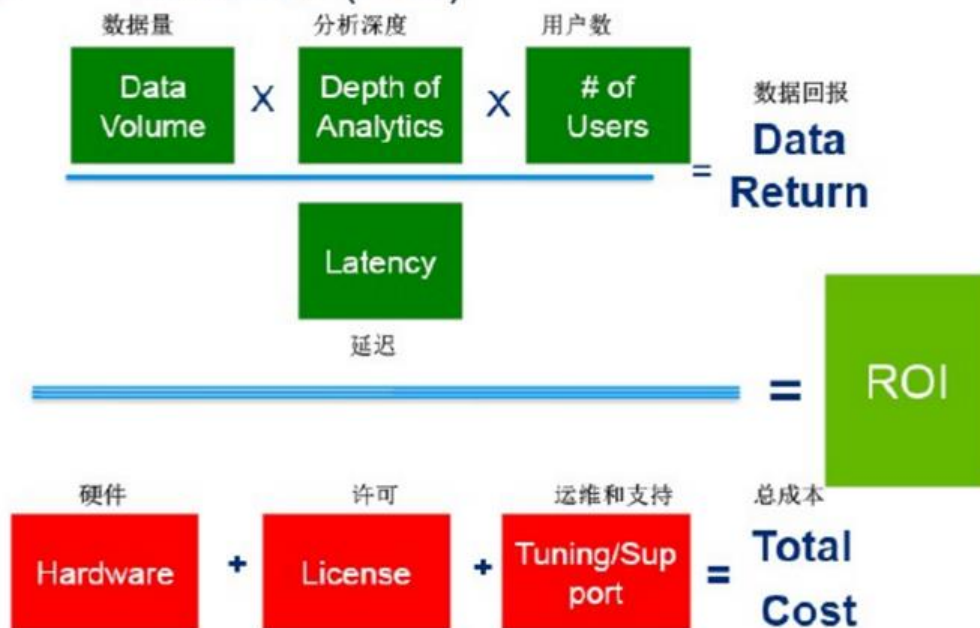 数据量 分析深度 用户数
Data Volume X Depth of Analytics X # of Users
= 数据回报
Data Return
Latency
延迟
= ROI
硬件 许可 运维和支持 总成本
Hardware + License + Tuning/Sup port = Total Cost